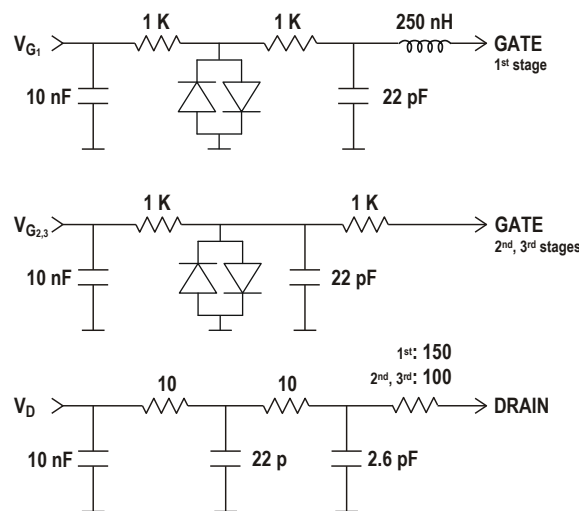 1 K 1 K 250 nH
V_G1 GATE
1st stage
10 nF 22 pF
1 K 1 K
V_G2,3 GATE
2nd, 3rd stages
10 nF 22 pF
1st: 150
10 10 2nd, 3rd: 100
V_D DRAIN
10 nF 22 p 2.6 pF